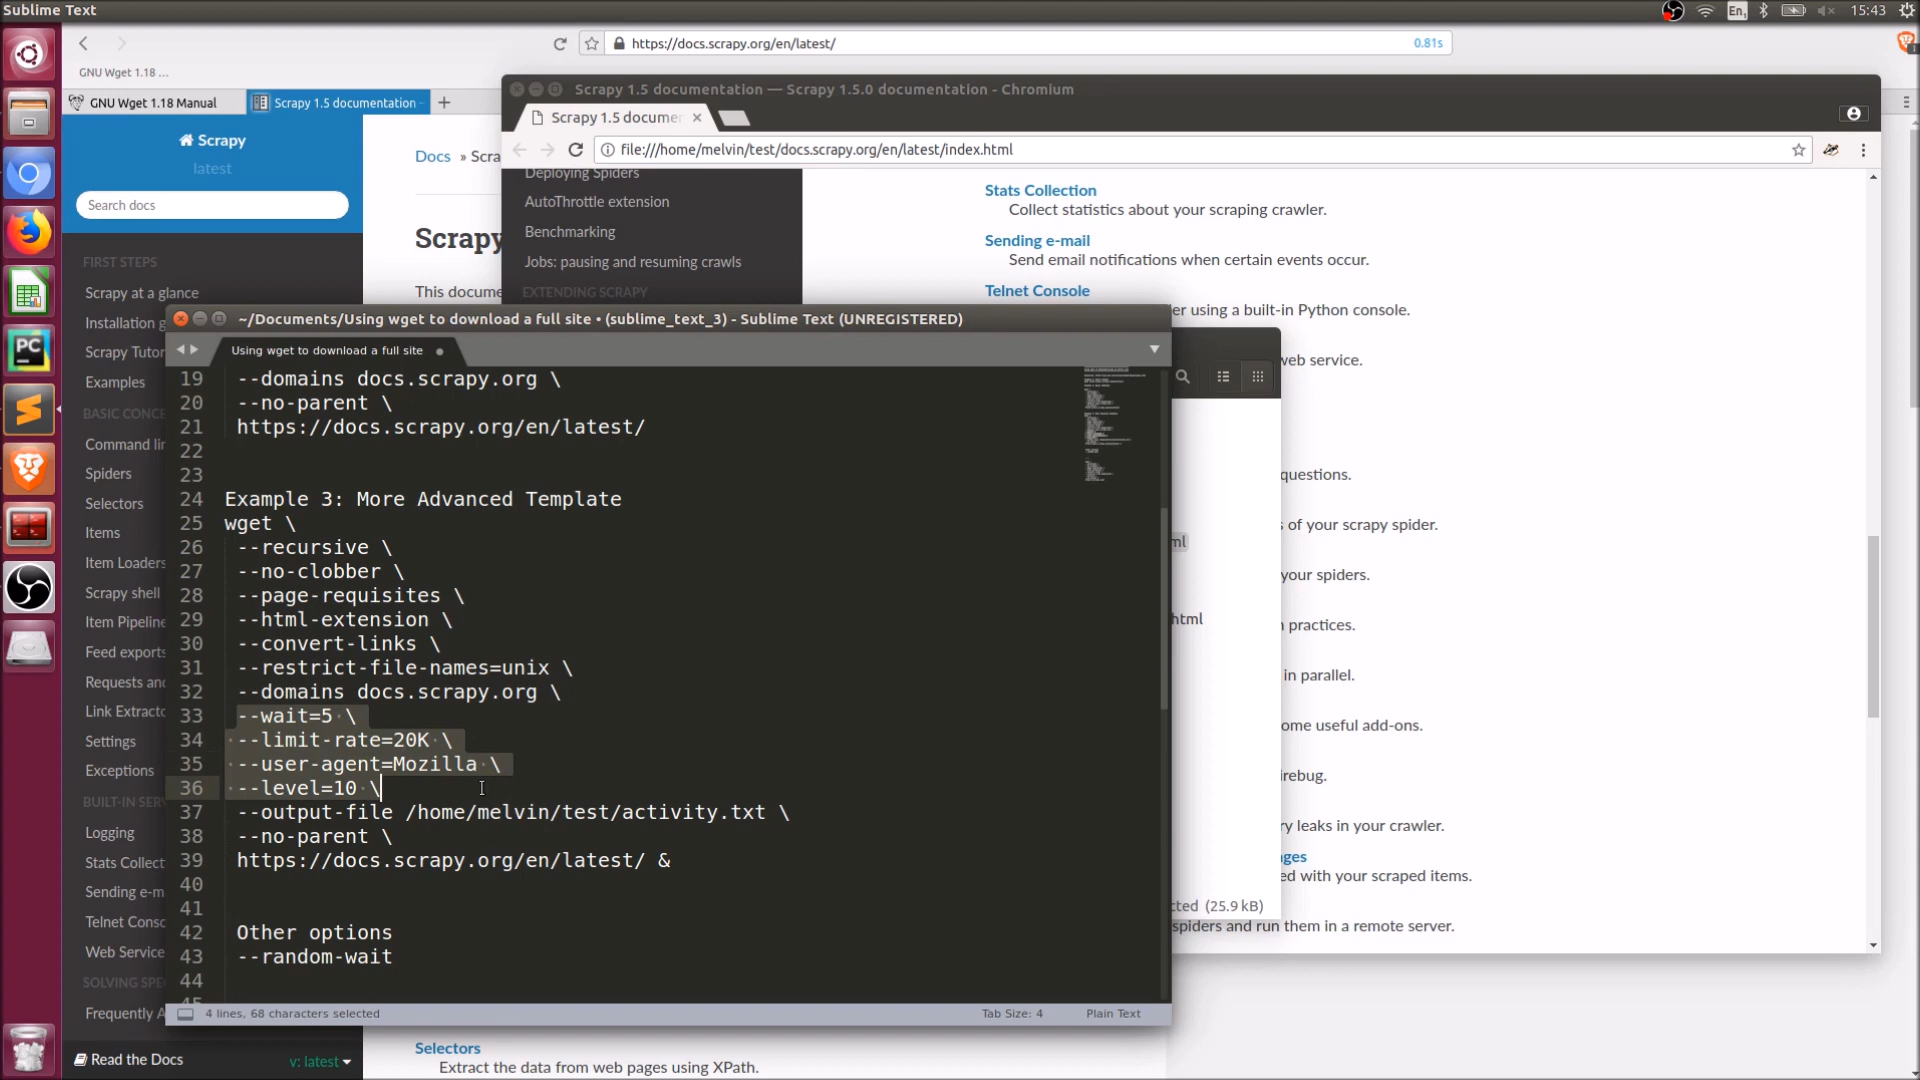 Sublime Text
En
15:43
https://docs.scrapy.org/en/latest/
0.81s
GNU Wget 1.18 ...
GNU Wget 1.18 Manual
Scrapy 1.5 documentation
Scrapy
latest
Search docs
FIRST STEPS
Scrapy at a glance
Installation g
Scrapy Tutor
Examples
BASIC CONCE
Command lin
Spiders
Selectors
Items
Item Loaders
Scrapy shell
Item Pipeline
Feed exports
Requests and
Link Extracto
Settings
Exceptions
BUILT-IN SERV
Logging
Stats Collect
Sending e-m
Telnet Conso
Web Service
SOLVING SPE
Frequently A
Read the Docs
v: latest
Docs » Scra
Scrapy
This docume
Selectors
Extract the data from web pages using XPath.
Scrapy 1.5 documentation — Scrapy 1.5.0 documentation - Chromium
Scrapy 1.5 documen
file:///home/melvin/test/docs.scrapy.org/en/latest/index.html
Deploying Spiders
AutoThrottle extension
Benchmarking
Jobs: pausing and resuming crawls
EXTENDING SCRAPY
Stats Collection
Collect statistics about your scraping crawler.
Sending e-mail
Send email notifications when certain events occur.
Telnet Console
er using a built-in Python console.
web service.
questions.
s of your scrapy spider.
your spiders.
n practices.
in parallel.
ome useful add-ons.
irebug.
ry leaks in your crawler.
ges
ed with your scraped items.
spiders and run them in a remote server.
ml
html
cted (25.9 kB)
~/Documents/Using wget to download a full site • (sublime_text_3) - Sublime Text (UNREGISTERED)
Using wget to download a full site
19 --domains docs.scrapy.org \
20 --no-parent \
21 https://docs.scrapy.org/en/latest/
22
23
24 Example 3: More Advanced Template
25 wget \
26 --recursive \
27 --no-clobber \
28 --page-requisites \
29 --html-extension \
30 --convert-links \
31 --restrict-file-names=unix \
32 --domains docs.scrapy.org \
33 --wait=5 \
34 --limit-rate=20K \
35 --user-agent=Mozilla \
36 --level=10 \
37 --output-file /home/melvin/test/activity.txt \
38 --no-parent \
39 https://docs.scrapy.org/en/latest/ &
40
41
42 Other options
43 --random-wait
44
4 lines, 68 characters selected
Tab Size: 4
Plain Text